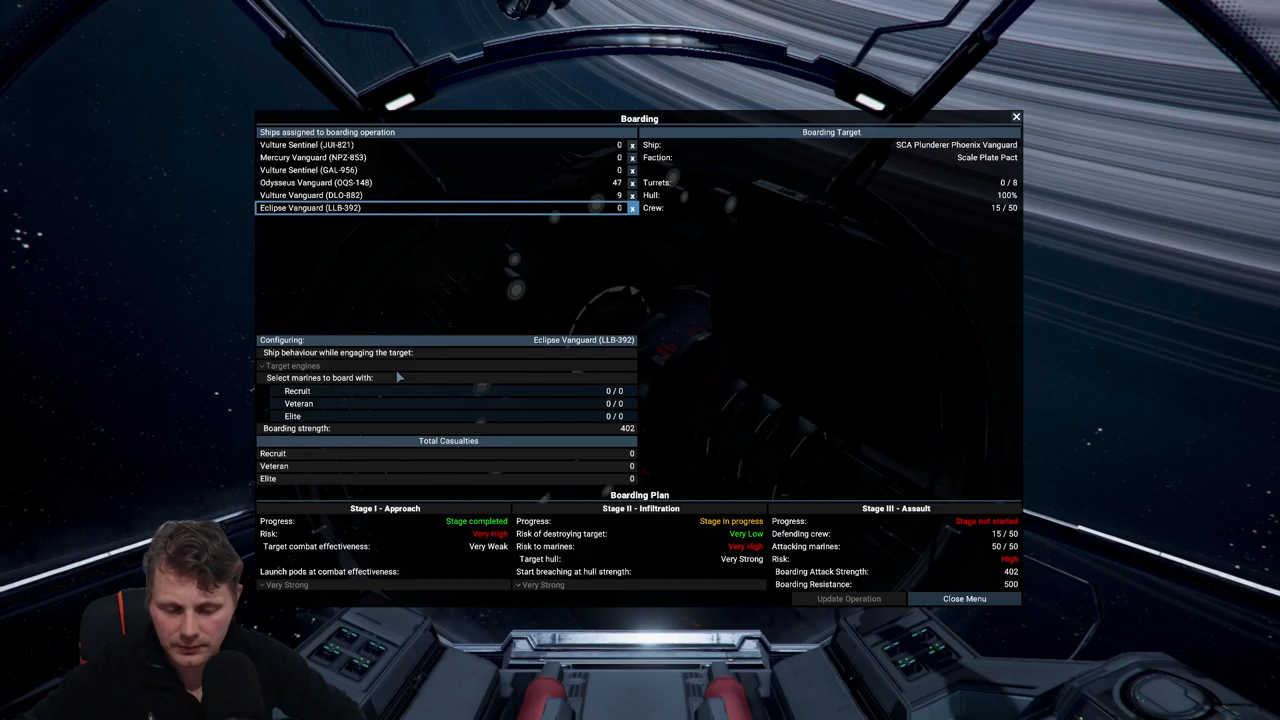 Boarding
Ships assigned to boarding operation
Boarding Target
Vulture Sentinel (JUI-821) 0 x
Ship: SCA Plunderer Phoenix Vanguard
Mercury Vanguard (NPZ-853) 0 x
Faction: Scale Plate Pact
Vulture Sentinel (GAL-956) 0 x
Odysseus Vanguard (OQS-148) 47 x
Turrets: 0 / 8
Vulture Vanguard (DLO-882) 9 x
Hull: 100%
Eclipse Vanguard (LLB-392) 0 x
Crew: 15 / 50
Configuring: Eclipse Vanguard (LLB-392)
Ship behaviour while engaging the target:
Target engines
Select marines to board with:
Recruit 0 / 0
Veteran 0 / 0
Elite 0 / 0
Boarding strength: 402
Total Casualties
Recruit 0
Veteran 0
Elite 0
Boarding Plan
Stage I - Approach
Progress: Stage completed
Risk: Very High
Target combat effectiveness: Very Weak
Launch pods at combat effectiveness:
Very Strong
Stage II - Infiltration
Progress: Stage in progress
Risk of destroying target: Very Low
Risk to marines: Very High
Target hull: Very Strong
Start breaching at hull strength:
Very Strong
Stage III - Assault
Progress: Stage not started
Defending crew: 15 / 50
Attacking marines: 50 / 50
Risk: High
Boarding Attack Strength: 402
Boarding Resistance: 500
Update Operation
Close Menu